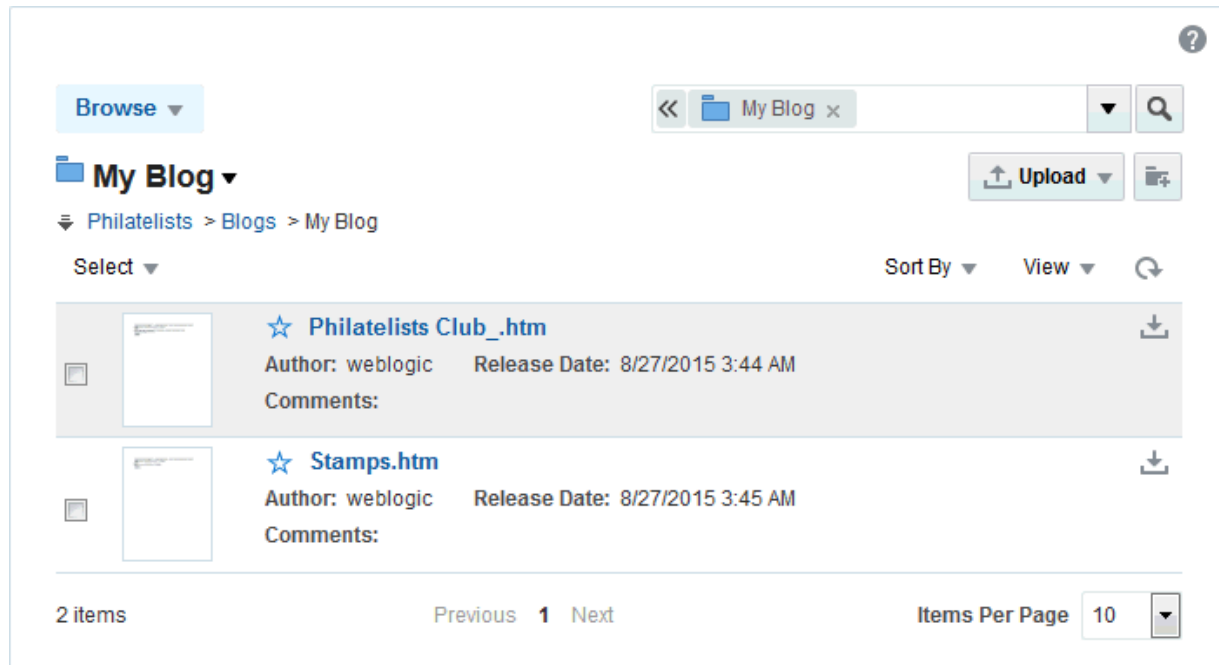 ?
Browse
« My Blog ×
My Blog
Upload
Philatelists > Blogs > My Blog
Select Sort By View
Philatelists Club_.htm
Author: weblogic Release Date: 8/27/2015 3:44 AM
Comments:
Stamps.htm
Author: weblogic Release Date: 8/27/2015 3:45 AM
Comments:
2 items Previous 1 Next Items Per Page 10